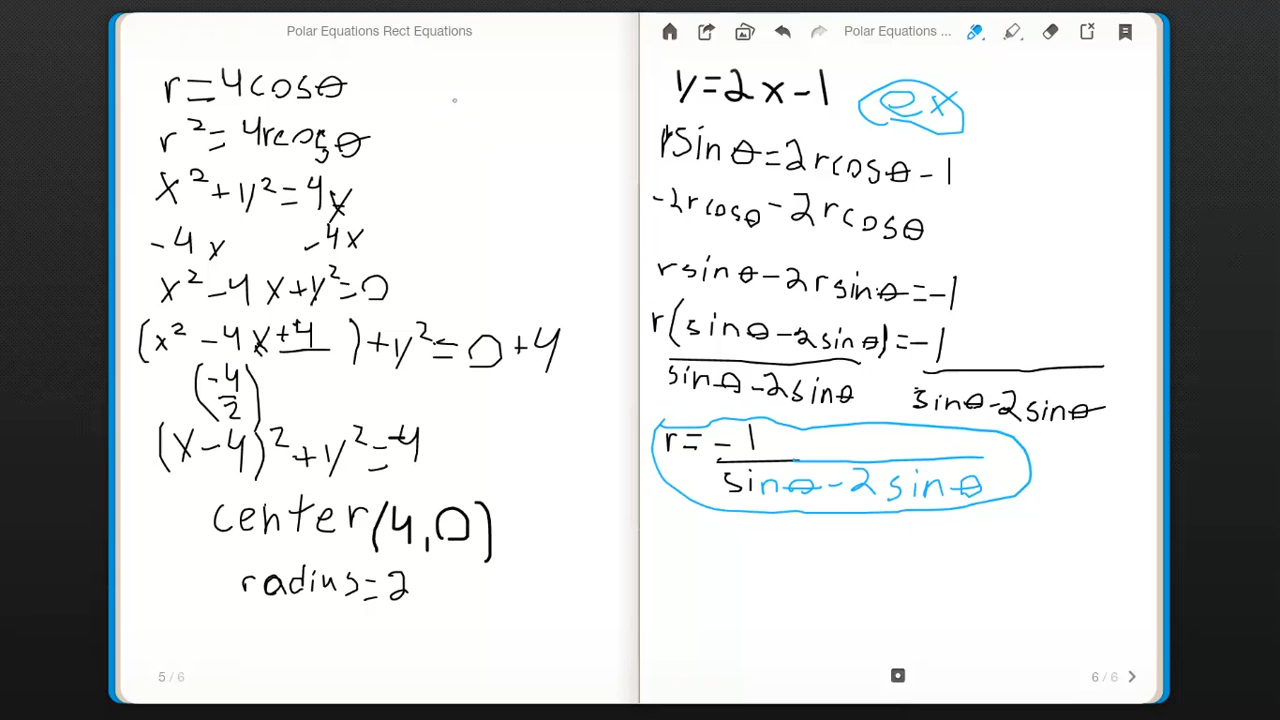 Polar Equations Rect Equations
r=4cosθ
r²=4rcosθ
x²+y²=4x
-4x -4x
x²-4x+y²=0
(x²-4x+4)+y²=0+4
(-4/2)
(x-4)²+y²=4
center(4,0)
radius=2
5 / 6
Polar Equations ...
y=2x-1 ex
rsinθ=2rcosθ-1
-2rcosθ -2rcosθ
rsinθ-2rsinθ=-1
r(sinθ-2sinθ)=-1
sinθ-2sinθ sinθ-2sinθ
r=-1
sinθ-2sinθ
6 / 6